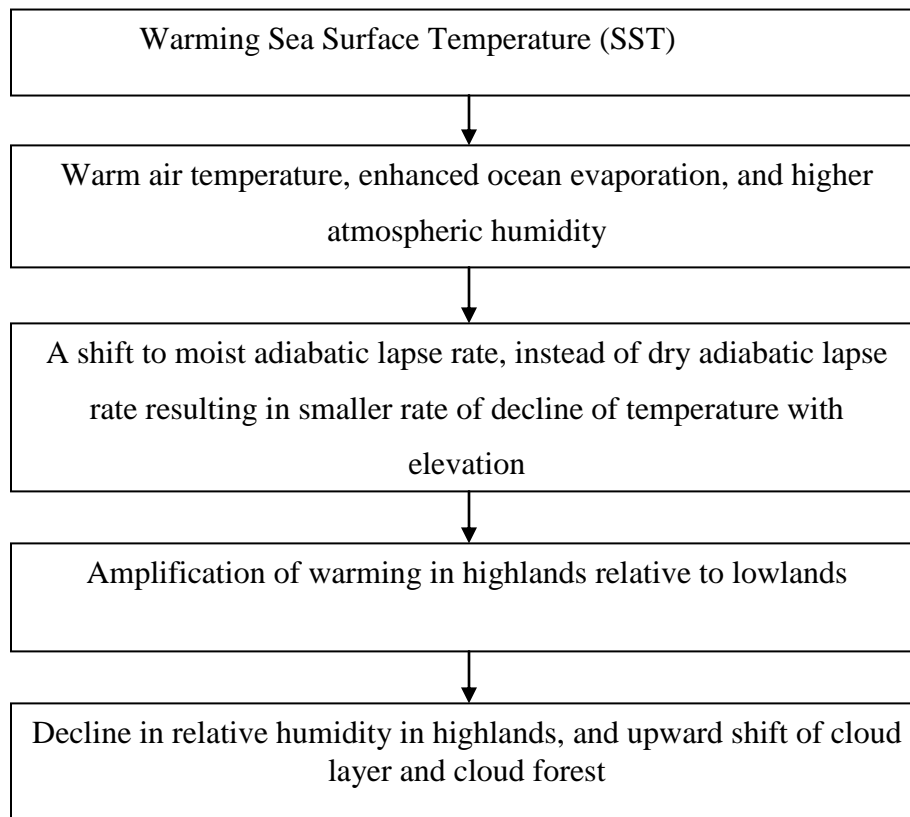 Warming Sea Surface Temperature (SST)
Warm air temperature, enhanced ocean evaporation, and higher
atmospheric humidity
A shift to moist adiabatic lapse rate, instead of dry adiabatic lapse
rate resulting in smaller rate of decline of temperature with
elevation
Amplification of warming in highlands relative to lowlands
Decline in relative humidity in highlands, and upward shift of cloud
layer and cloud forest